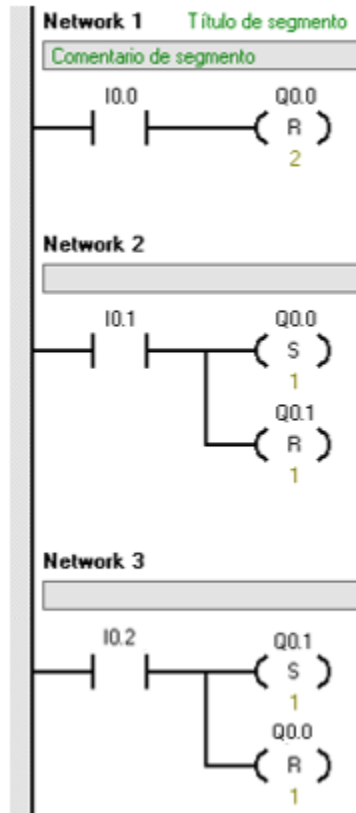 Network 1 Título de segmento
Comentario de segmento
I0.0 Q0.0
R
2
Network 2
I0.1 Q0.0
S
1
Q0.1
R
1
Network 3
I0.2 Q0.1
S
1
Q0.0
R
1